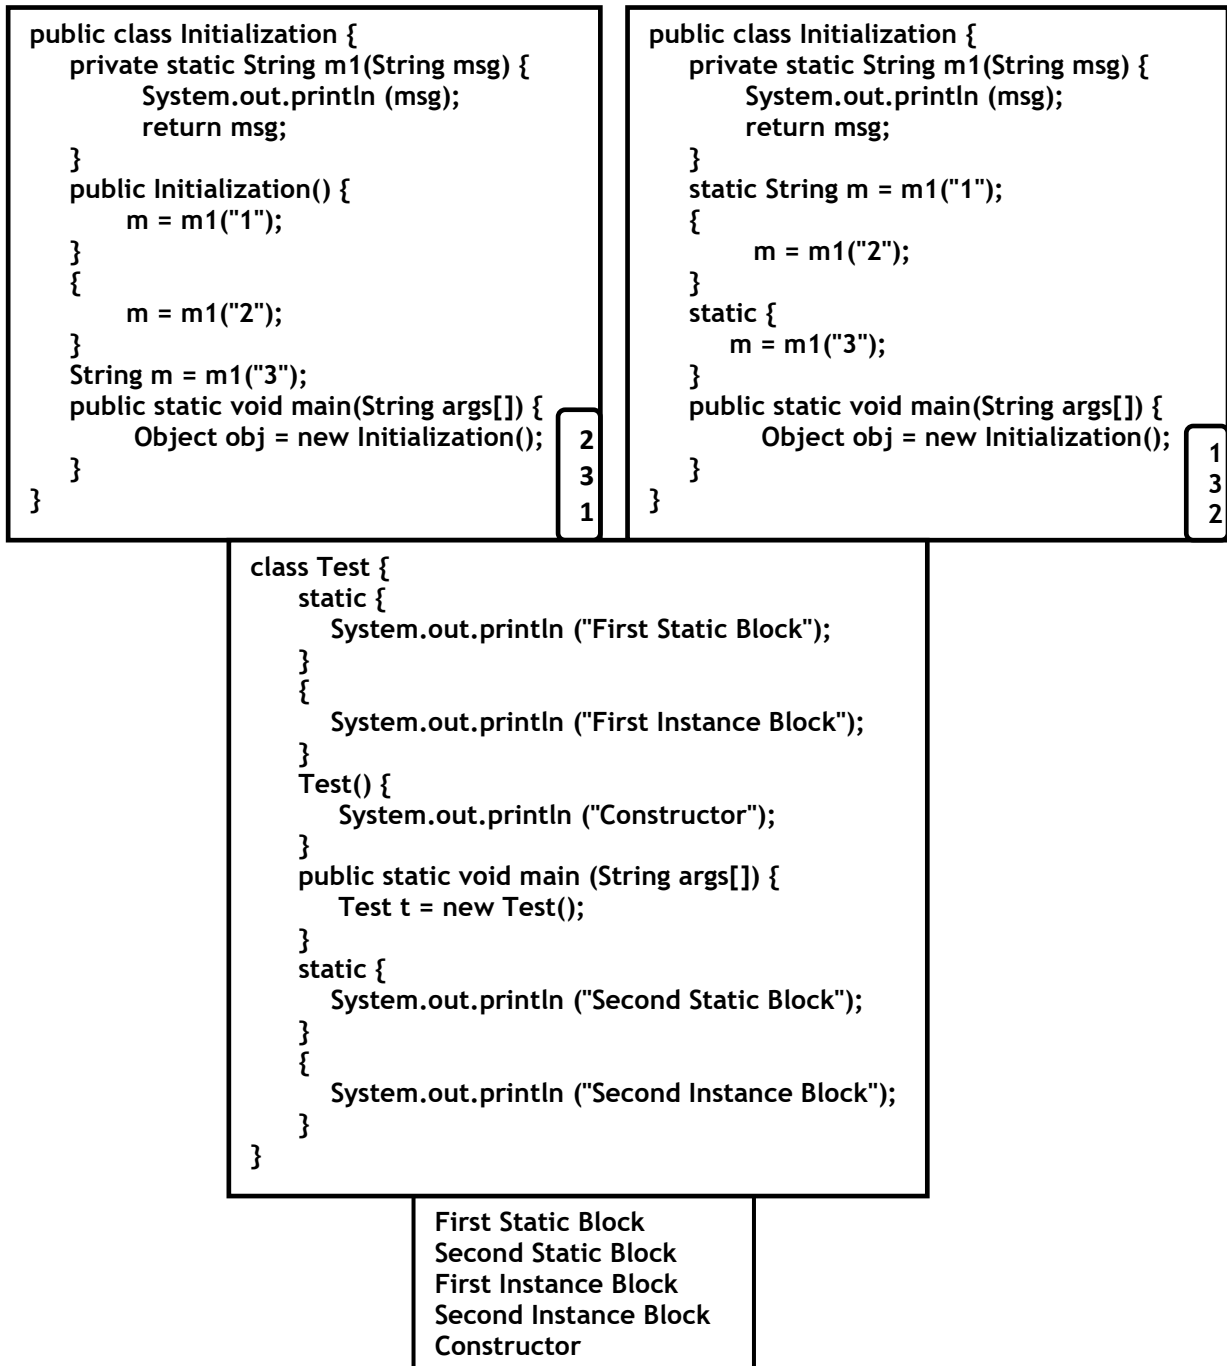 public class Initialization {
private static String m1(String msg) {
System.out.println (msg);
return msg;
}
public Initialization() {
m = m1("1");
}
{
m = m1("2");
}
String m = m1("3");
public static void main(String args[]) {
Object obj = new Initialization();
}
}
2
3
1
public class Initialization {
private static String m1(String msg) {
System.out.println (msg);
return msg;
}
static String m = m1("1");
{
m = m1("2");
}
static {
m = m1("3");
}
public static void main(String args[]) {
Object obj = new Initialization();
}
}
1
3
2
class Test {
static {
System.out.println ("First Static Block");
}
{
System.out.println ("First Instance Block");
}
Test() {
System.out.println ("Constructor");
}
public static void main (String args[]) {
Test t = new Test();
}
static {
System.out.println ("Second Static Block");
}
{
System.out.println ("Second Instance Block");
}
}
First Static Block
Second Static Block
First Instance Block
Second Instance Block
Constructor